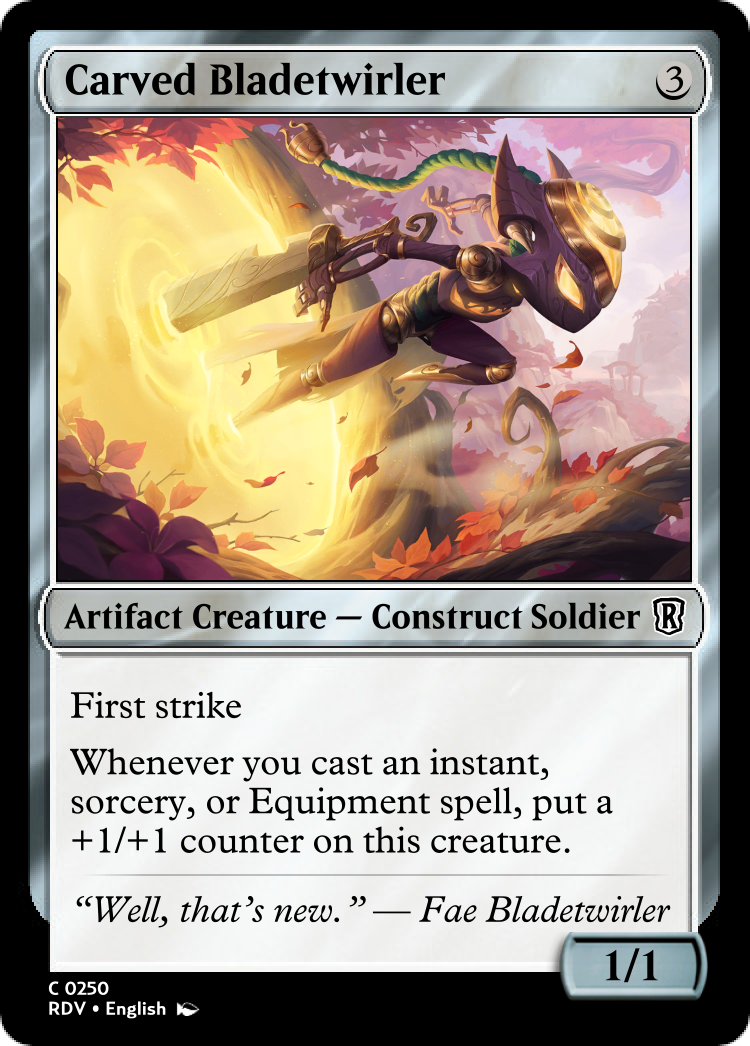 Carved Bladetwirler 3
Artifact Creature — Construct Soldier R
First strike
Whenever you cast an instant,
sorcery, or Equipment spell, put a
+1/+1 counter on this creature.
“Well, that’s new.” — Fae Bladetwirler
1/1
C 0250
RDV • English